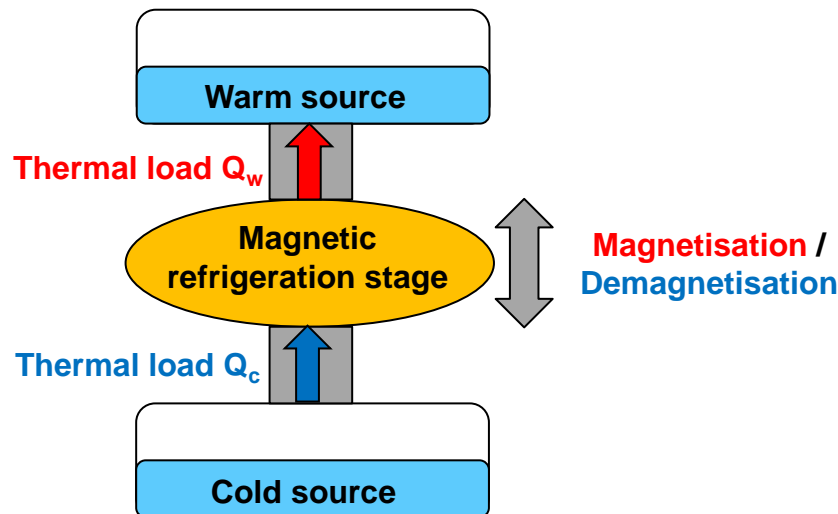 Warm source
Thermal load Qw
Magnetic
refrigeration stage
Magnetisation /
Demagnetisation
Thermal load Qc
Cold source